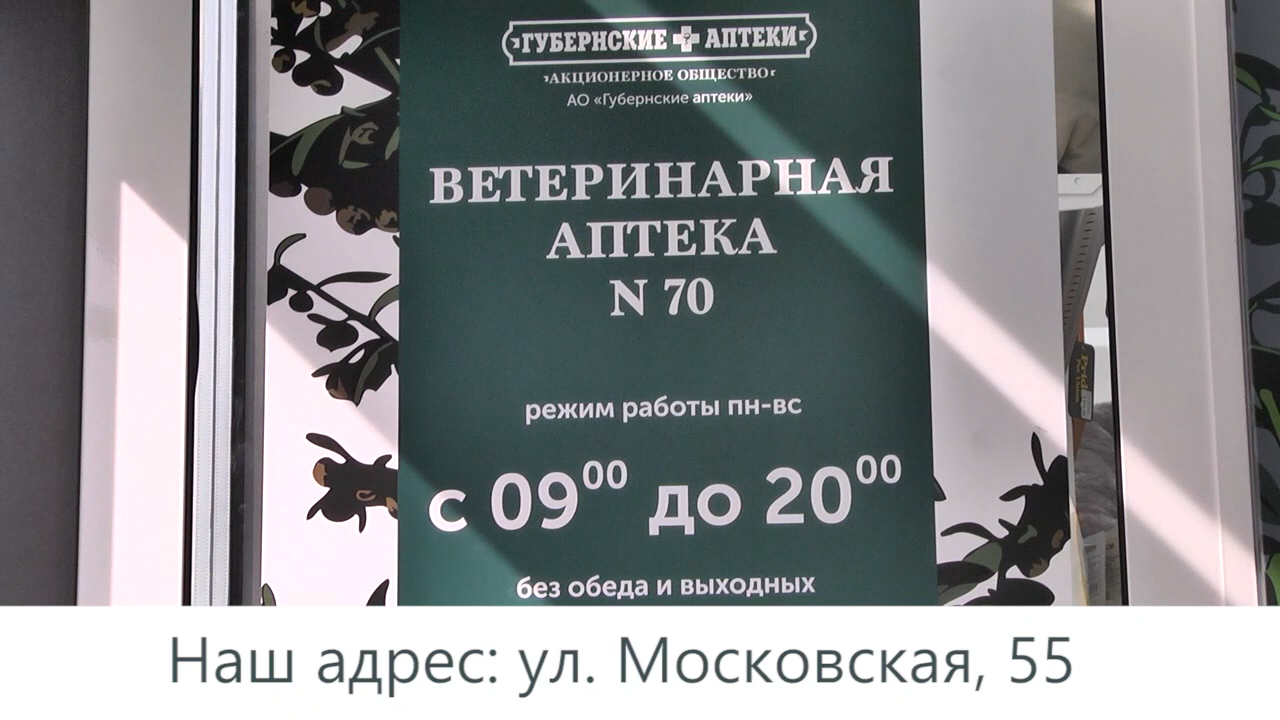 ГУБЕРНСКИЕ АПТЕКИ
АКЦИОНЕРНОЕ ОБЩЕСТВО
АО «Губернские аптеки»
ВЕТЕРИНАРНАЯ
АПТЕКА
N 70
режим работы пн-вс
с 09⁰⁰ до 20⁰⁰
без обеда и выходных
Наш адрес: ул. Московская, 55